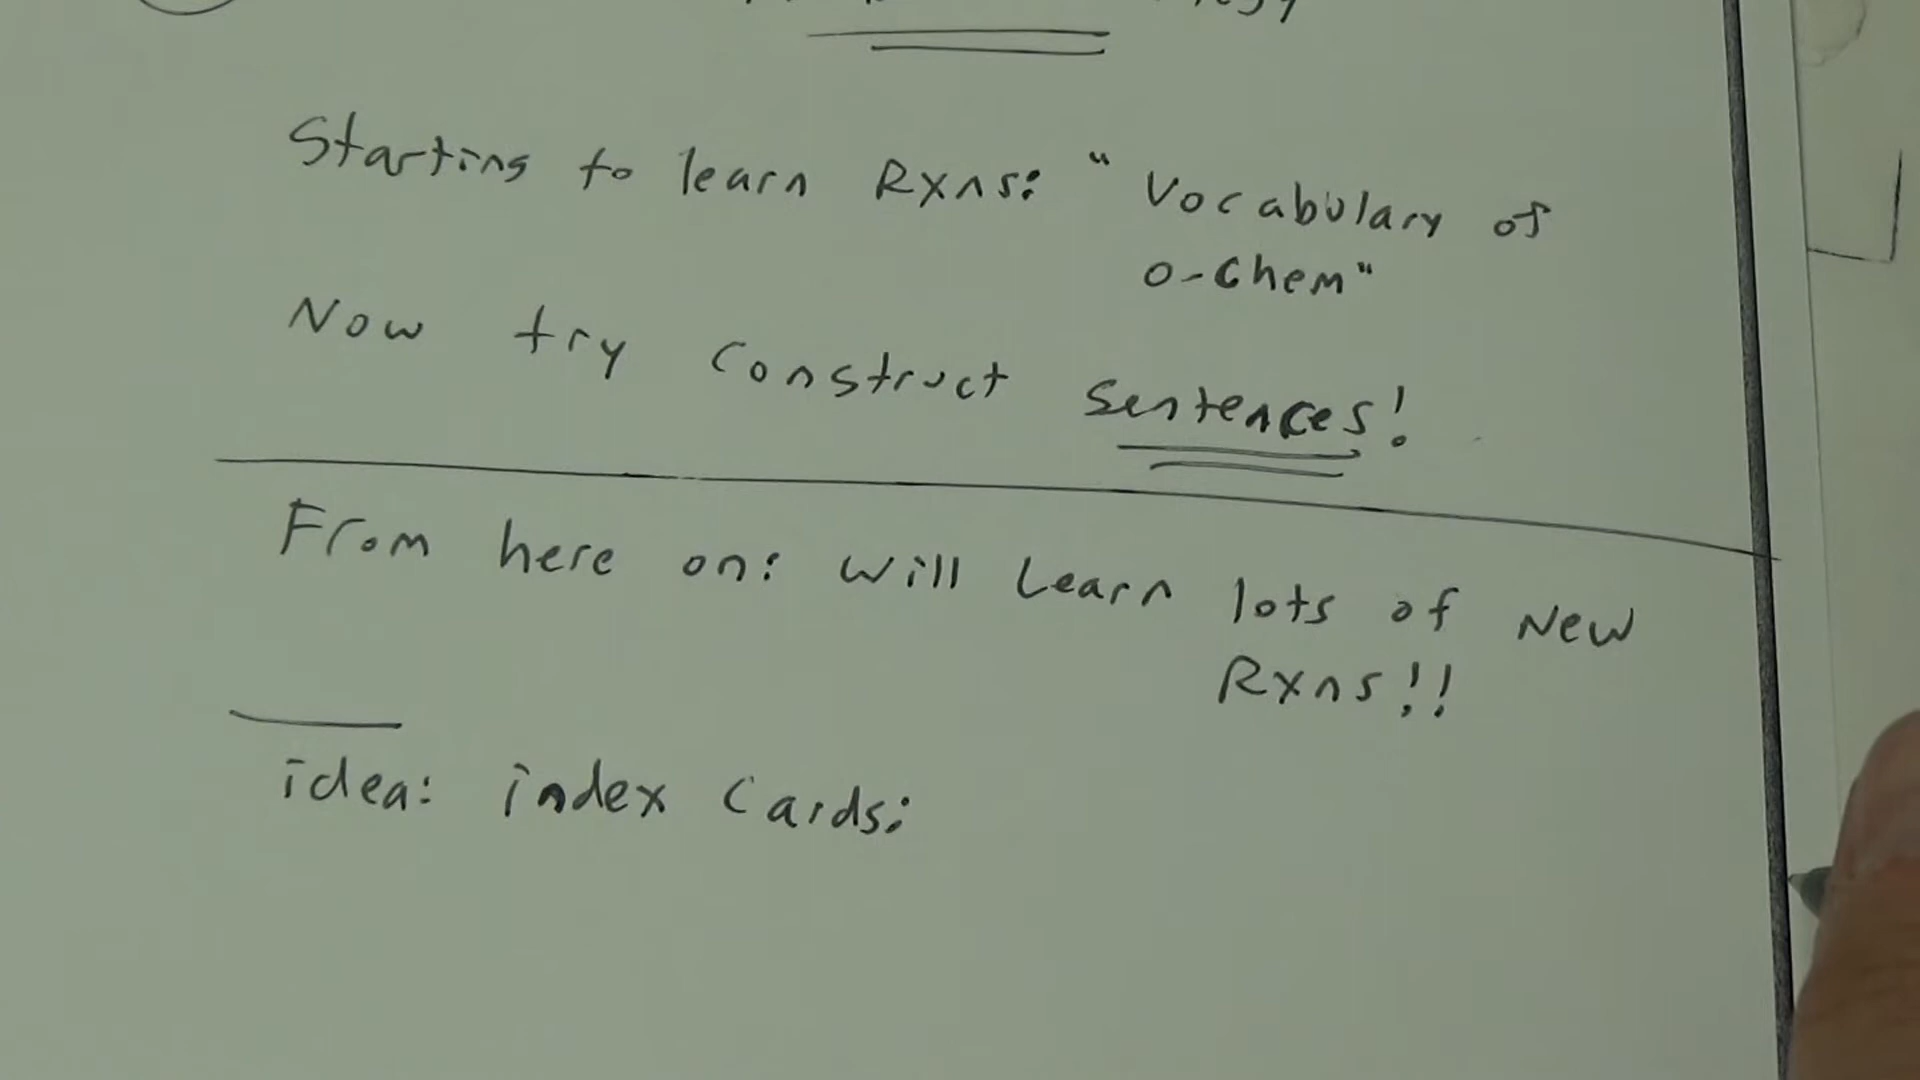 Starting to learn Rxns: "Vocabulary of
o-Chem"
Now try construct sentences!
From here on: will Learn lots of New
Rxns!!
idea: index cards: